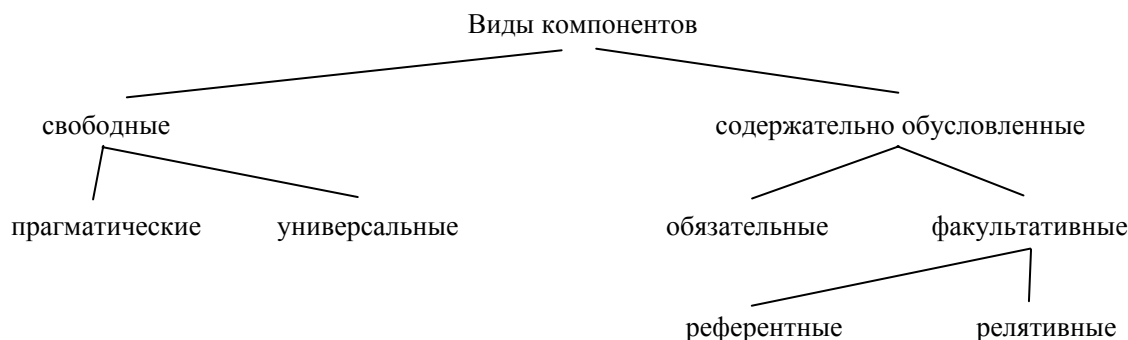 Виды компонентов
свободные содержательно обусловленные
прагматические универсальные обязательные факультативные
референтные релятивные